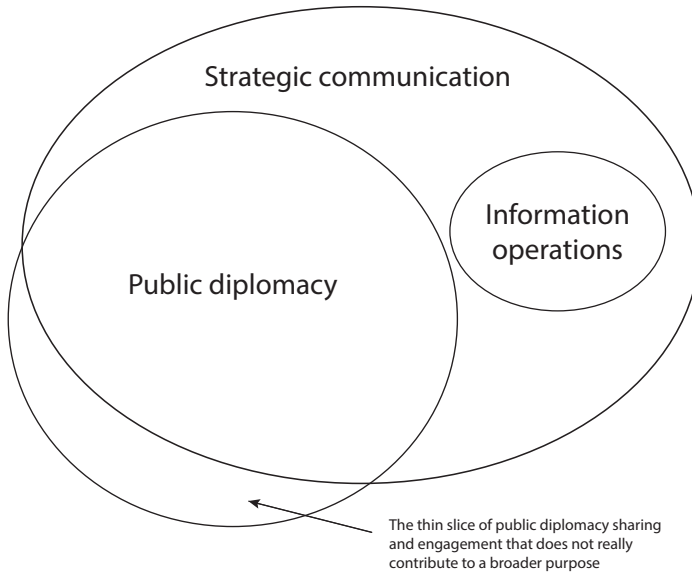 Strategic communication
Information
operations
Public diplomacy
The thin slice of public diplomacy sharing
and engagement that does not really
contribute to a broader purpose